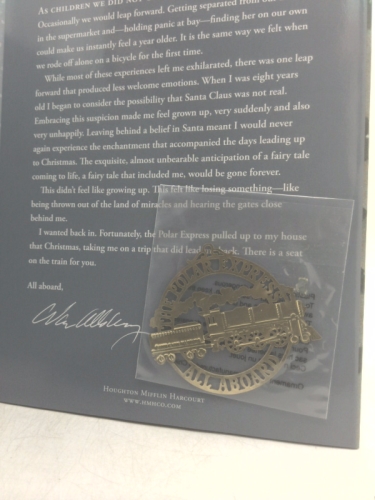 As children we did not
Occasionally we would leap forward. Getting separated from our
in the supermarket and—holding panic at bay—finding her on our own
could make us instantly feel a year older. It is the same way we felt when
we rode off alone on a bicycle for the first time.
While most of these experiences left me exhilarated, there was one leap
forward that produced less welcome emotions. When I was eight years
old I began to consider the possibility that Santa Claus was not real.
Embracing this suspicion made me feel grown up, very suddenly and also
very unhappily. Leaving behind a belief in Santa meant I would never
again experience the enchantment that accompanied the days leading up
to Christmas. The exquisite, almost unbearable anticipation of a fairy tale
coming to life, a fairy tale that included me, would be gone forever.
This didn't feel like growing up. This felt like losing something—like
being thrown out of the land of miracles and hearing the gates close
behind me.
I wanted back in. Fortunately, the Polar Express pulled up to my house
that Christmas, taking me on a trip that did lead back. There is a seat
on the train for you.
All aboard,
THE POLAR EXPRESS
ALL ABOARD
Houghton Mifflin Harcourt
www.hmhco.com